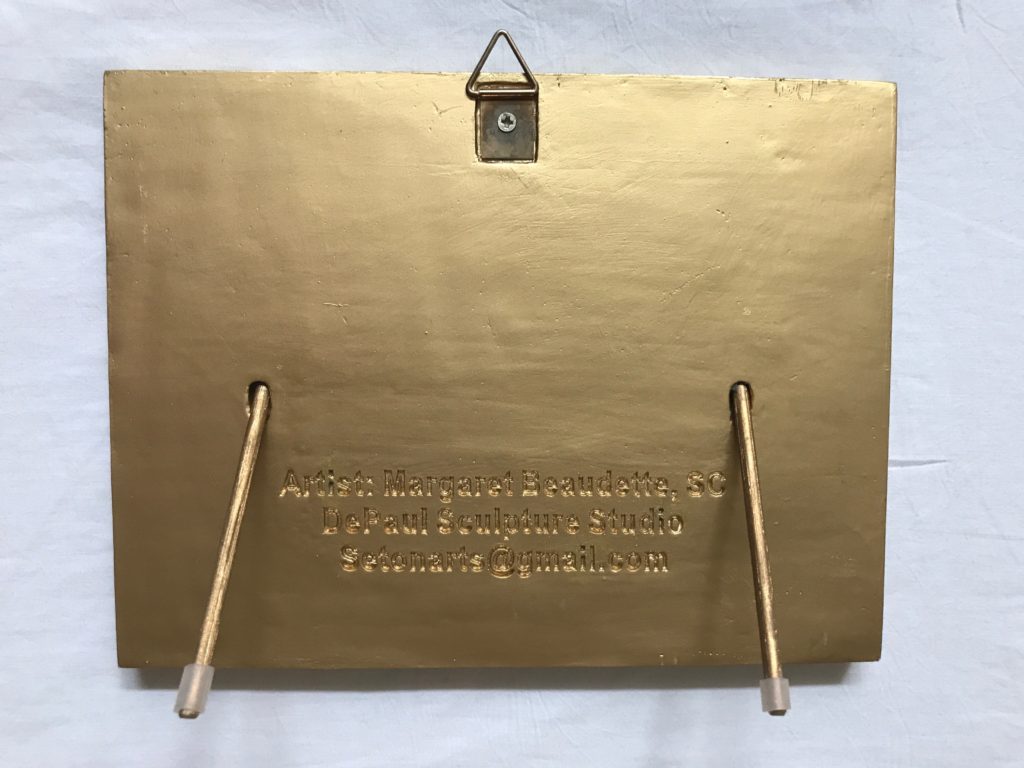 Artist: Margaret Beaudette, SC
DePaul Sculpture Studio
Setonarts@gmail.com